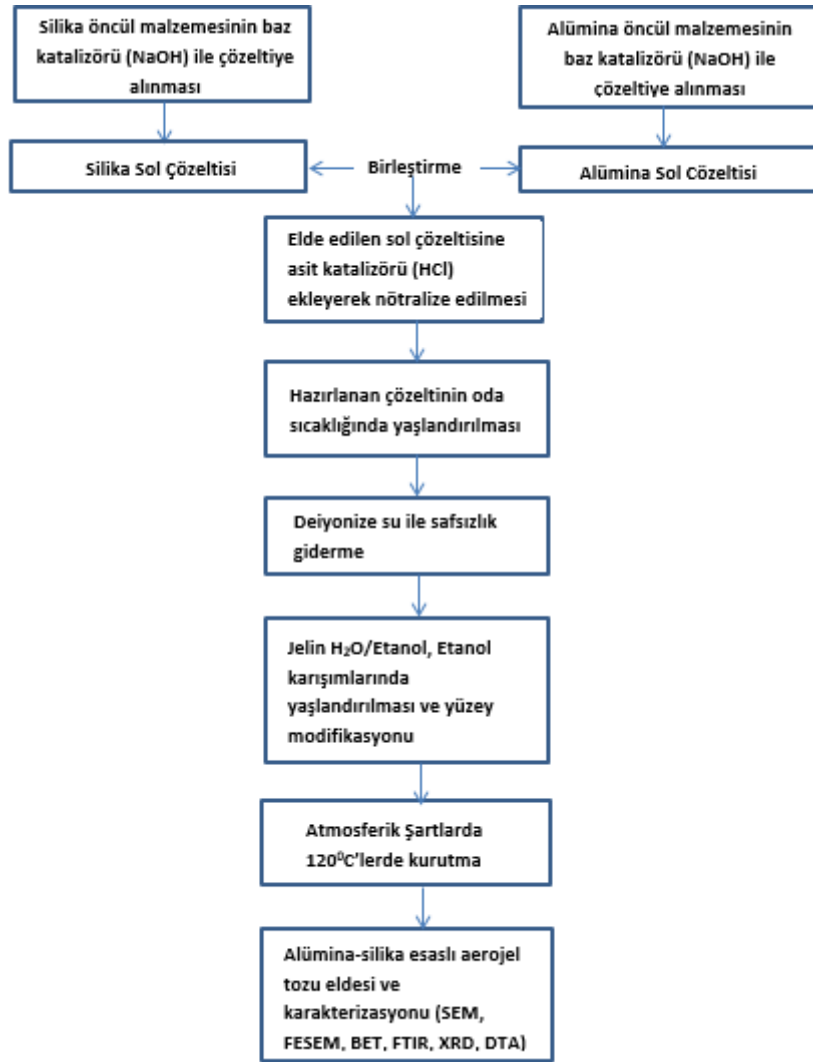 Silika öncül malzemesinin baz
katalizörü (NaOH) ile çözeltiye
alınması
Alümina öncül malzemesinin
baz katalizörü (NaOH) ile
çözeltiye alınması
Silika Sol Çözeltisi
Birleştirme
Alümina Sol Cözeltisi
Elde edilen sol çözeltisine
asit katalizörü (HCl)
ekleyerek nötralize edilmesi
Hazırlanan çözeltinin oda
sıcaklığında yaşlandırılması
Deiyonize su ile safsızlık
giderme
Jelin H₂O/Etanol, Etanol
karışımlarında
yaşlandırılması ve yüzey
modifikasyonu
Atmosferik Şartlarda
120⁰C'lerde kurutma
Alümina-silika esaslı aerojel
tozu eldesi ve
karakterizasyonu (SEM,
FESEM, BET, FTIR, XRD, DTA)